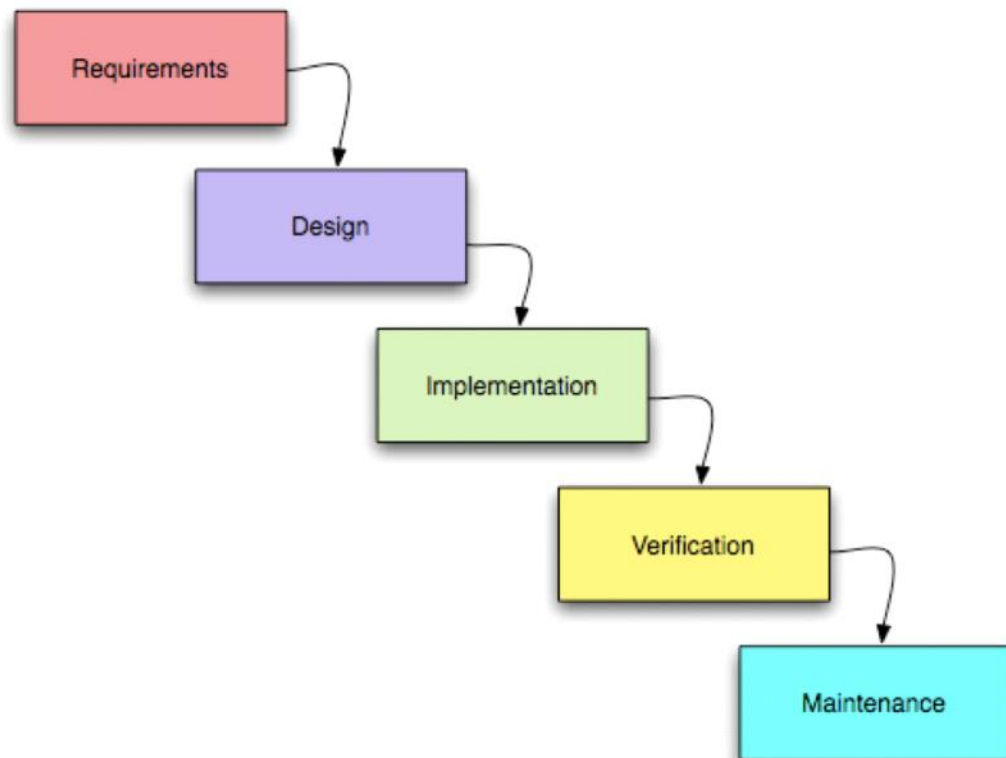 Requirements
Design
Implementation
Verification
Maintenance